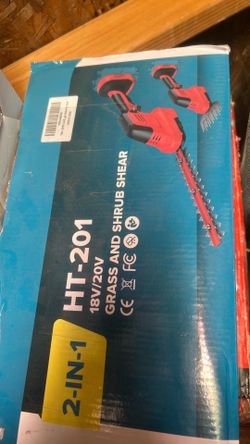 2-IN-1
HT-201
18V/20V
GRASS AND SHRUB SHEAR
CE FC